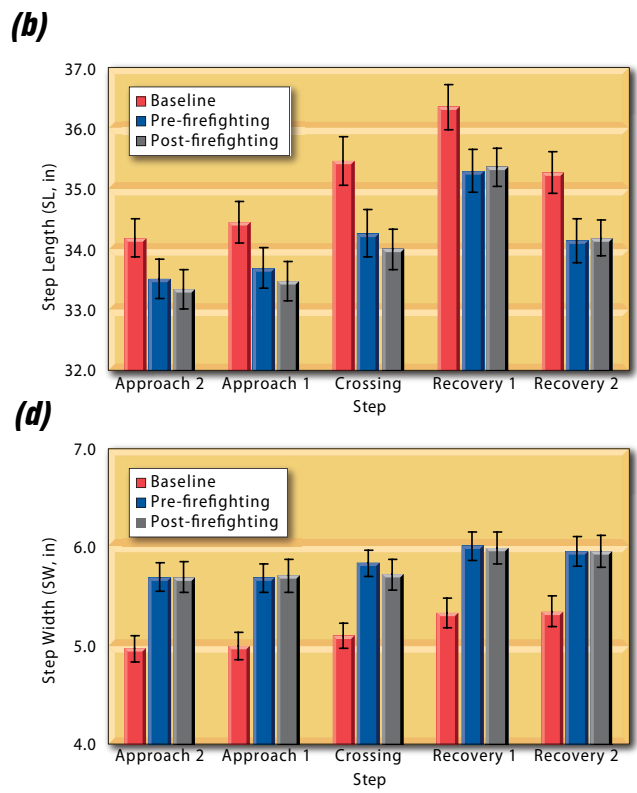 (b)
37.0
36.0
35.0
34.0
33.0
32.0
Step Length (SL, in)
Baseline
Pre-firefighting
Post-firefighting
Approach 2 Approach 1 Crossing Recovery 1 Recovery 2
Step
(d)
7.0
6.0
5.0
4.0
Step Width (SW, in)
Baseline
Pre-firefighting
Post-firefighting
Approach 2 Approach 1 Crossing Recovery 1 Recovery 2
Step